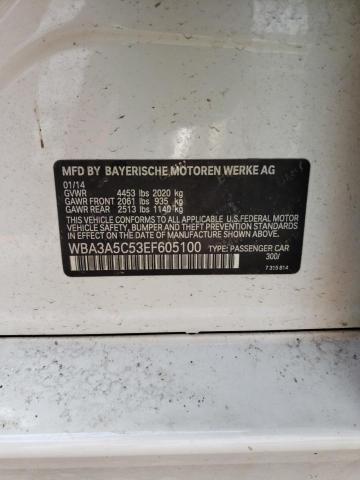 MFD BY BAYERISCHE MOTOREN WERKE AG
01/14
GVWR 4453 lbs 2020 kg
GAWR FRONT 2061 lbs 935 kg
GAWR REAR 2513 lbs 1140 kg
THIS VEHICLE CONFORMS TO ALL APPLICABLE U.S.FEDERAL MOTOR
VEHICLE SAFETY, BUMPER, AND THEFT
PREVENTION STANDARDS IN EFFECT ON THE
DATE OF MANUFACTURE SHOWN ABOVE.
WBA3A5C53EF605100 TYPE: PASSENGER CAR
300/
7 315 814